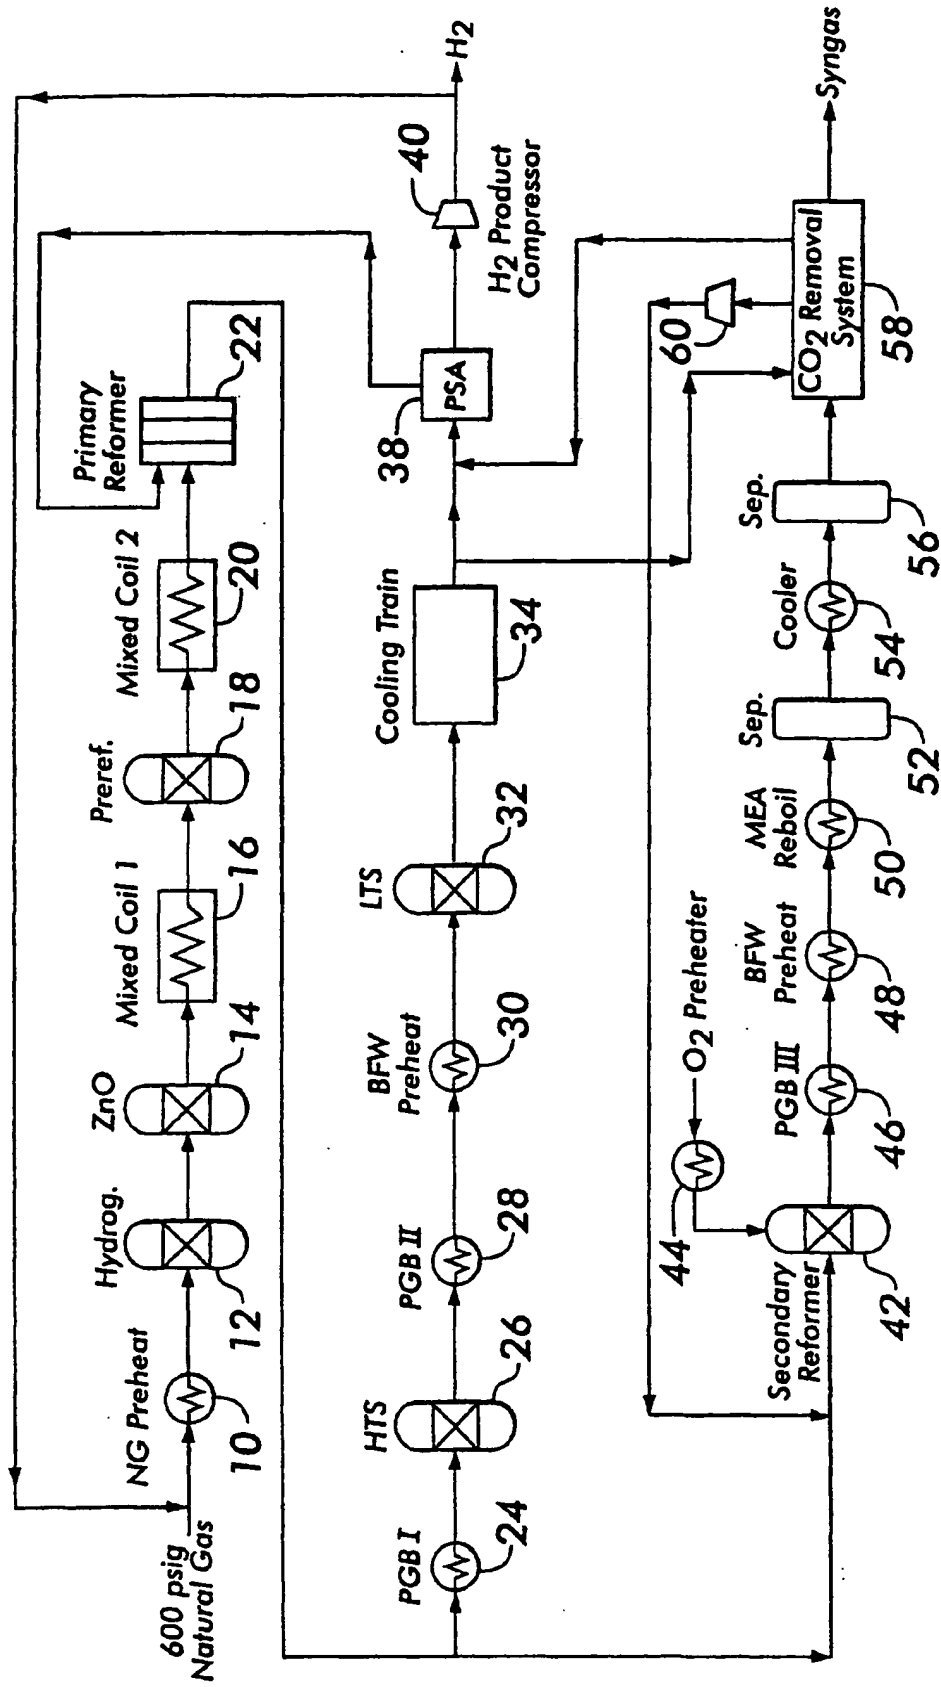 600 psig
Natural Gas
NG Preheat
10
Hydrog.
12
ZnO
14
Mixed Coil 1
16
Preref.
18
Mixed Coil 2
20
Primary
Reformer
22
PGB I
24
HTS
26
PGB II
28
BFW
Preheat
30
LTS
32
Cooling Train
34
38
PSA
40
H2 Product
Compressor
H2
Secondary
Reformer
42
44
O2 Preheater
PGB III
46
BFW
Preheat
48
MEA
Reboil
50
Sep.
52
Cooler
54
Sep.
56
60
CO2 Removal
System
58
Syngas